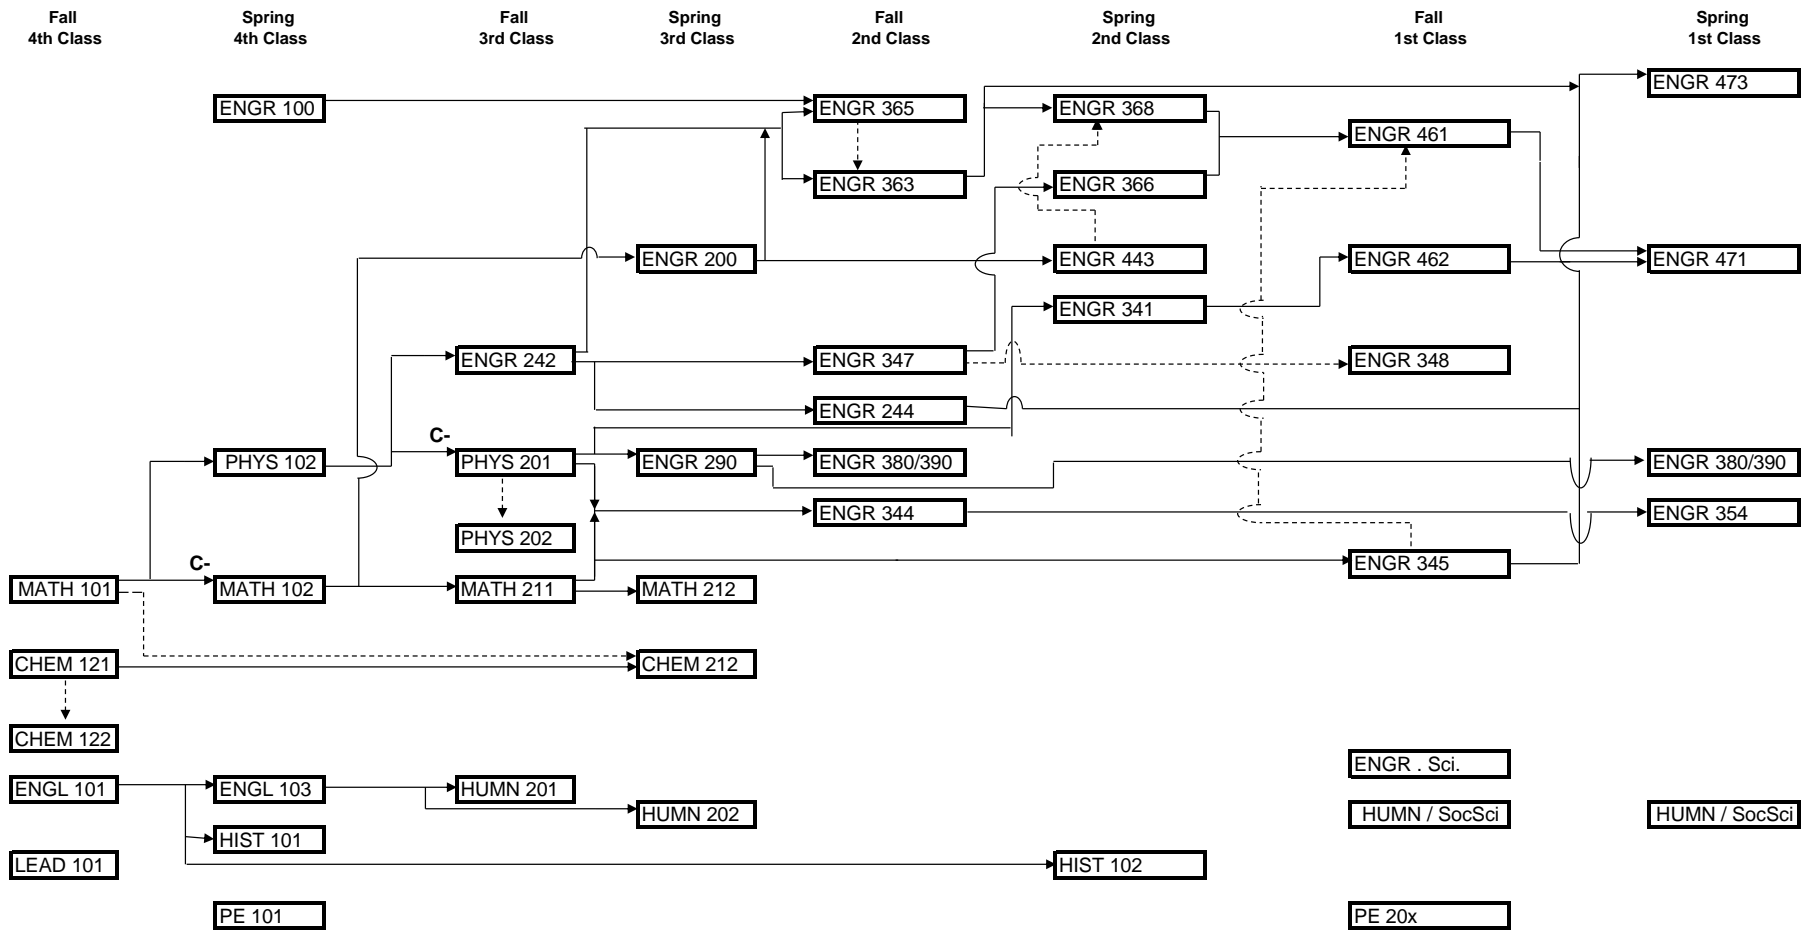 Fall
4th Class
Spring
4th Class
Fall
3rd Class
Spring
3rd Class
Fall
2nd Class
Spring
2nd Class
Fall
1st Class
Spring
1st Class
ENGR 473
ENGR 100
ENGR 365
ENGR 368
ENGR 461
ENGR 363
ENGR 366
ENGR 200
ENGR 443
ENGR 462
ENGR 471
ENGR 341
ENGR 242
ENGR 347
ENGR 348
ENGR 244
C-
PHYS 102
PHYS 201
ENGR 290
ENGR 380/390
ENGR 380/390
ENGR 344
ENGR 354
PHYS 202
C-
ENGR 345
MATH 101
MATH 102
MATH 211
MATH 212
CHEM 121
CHEM 212
CHEM 122
ENGR . Sci.
ENGL 101
ENGL 103
HUMN 201
HUMN 202
HUMN / SocSci
HUMN / SocSci
HIST 101
LEAD 101
HIST 102
PE 101
PE 20x